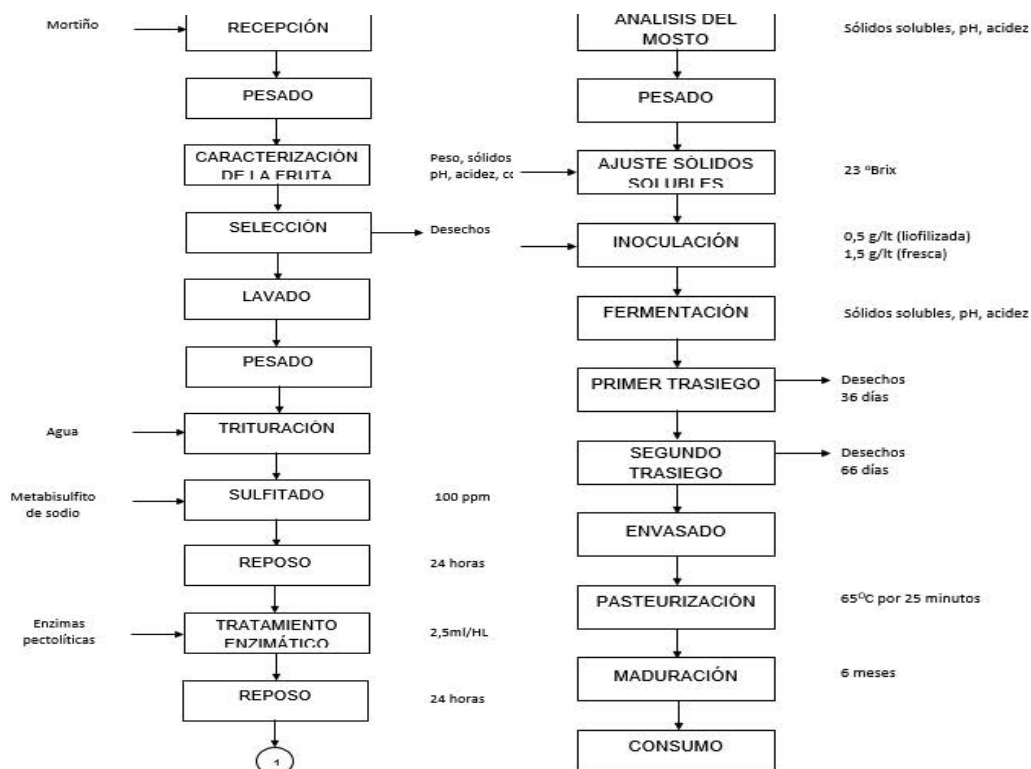 Mortiño
RECEPCIÓN
PESADO
CARACTERIZACIÓN
DE LA FRUTA
Peso, sólidos
pH, acidez, cc
SELECCIÓN
Desechos
LAVADO
PESADO
Agua
TRITURACIÓN
Metabisulfito
de sodio
SULFITADO
100 ppm
REPOSO
24 horas
Enzimas
pectolíticas
TRATAMIENTO
ENZIMÁTICO
2,5ml/HL
REPOSO
24 horas
1
ANÁLISIS DEL
MOSTO
Sólidos solubles, pH, acidez
PESADO
AJUSTE SÓLIDOS
SOLUBLES
23 °Brix
INOCULACIÓN
0,5 g/lt (liofilizada)
1,5 g/lt (fresca)
FERMENTACIÓN
Sólidos solubles, pH, acidez
PRIMER TRASIEGO
Desechos
36 días
SEGUNDO
TRASIEGO
Desechos
66 días
ENVASADO
PASTEURIZACIÓN
65°C por 25 minutos
MADURACIÓN
6 meses
CONSUMO